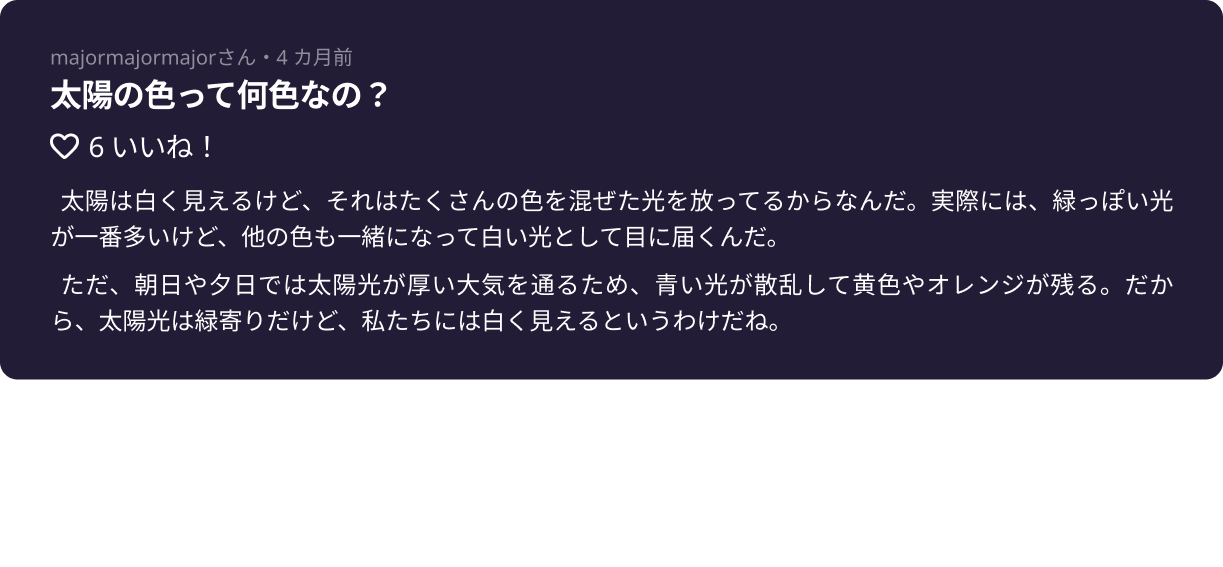 majormajormajorさん・4 カ月前
太陽の色って何色なの？
6 いいね！
太陽は白く見えるけど、それはたくさんの色を混ぜた光を放ってるからなんだ。実際には、緑っぽい光
が一番多いけど、他の色も一緒になって白い光として目に届くんだ。
ただ、朝日や夕日では太陽光が厚い大気を通るため、青い光が散乱して黄色やオレンジが残る。だか
ら、太陽光は緑寄りだけど、私たちには白く見えるというわけだね。